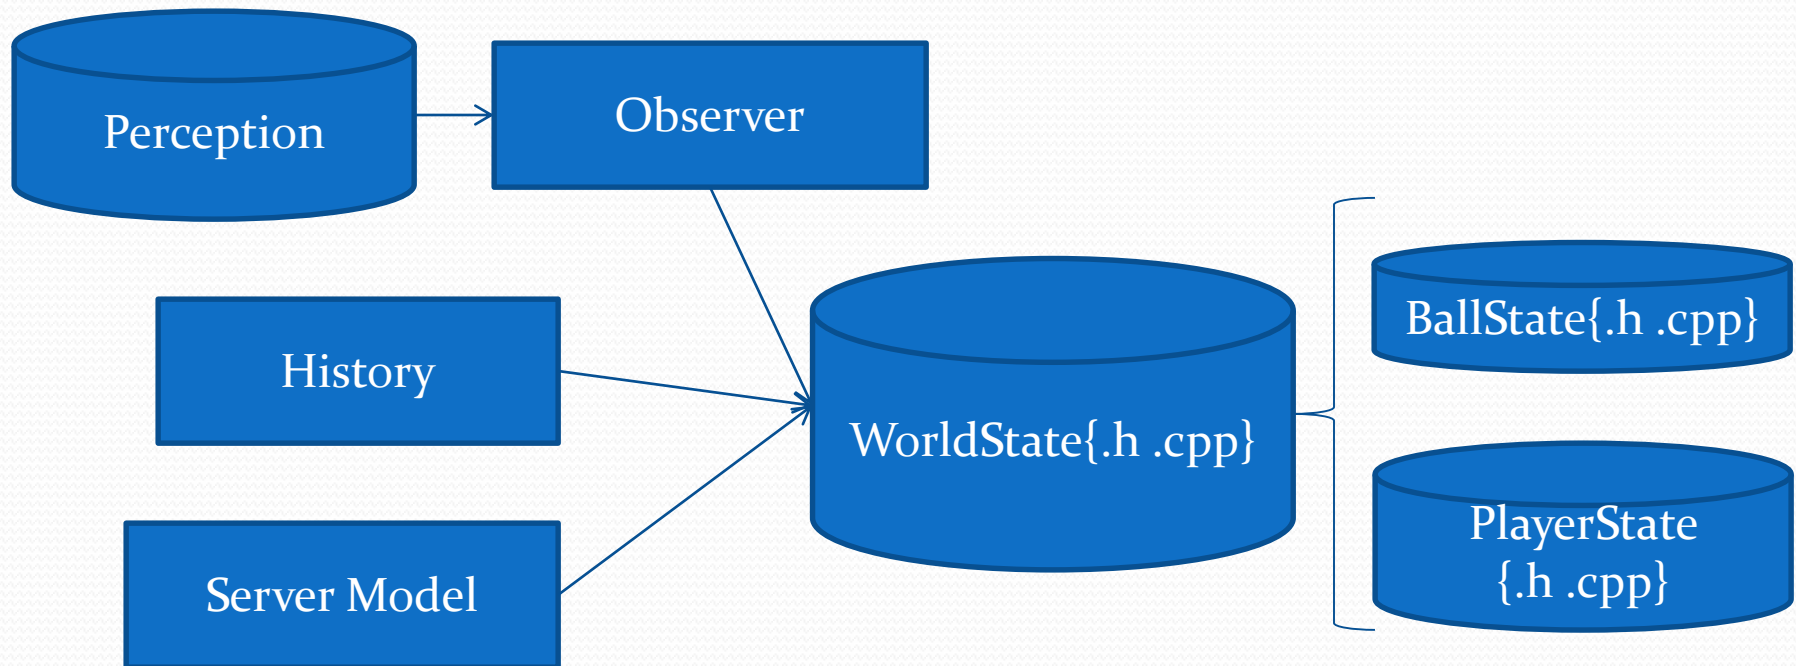 Perception
Observer
History
Server Model
WorldState{.h .cpp}
BallState{.h .cpp}
PlayerState
{.h .cpp}